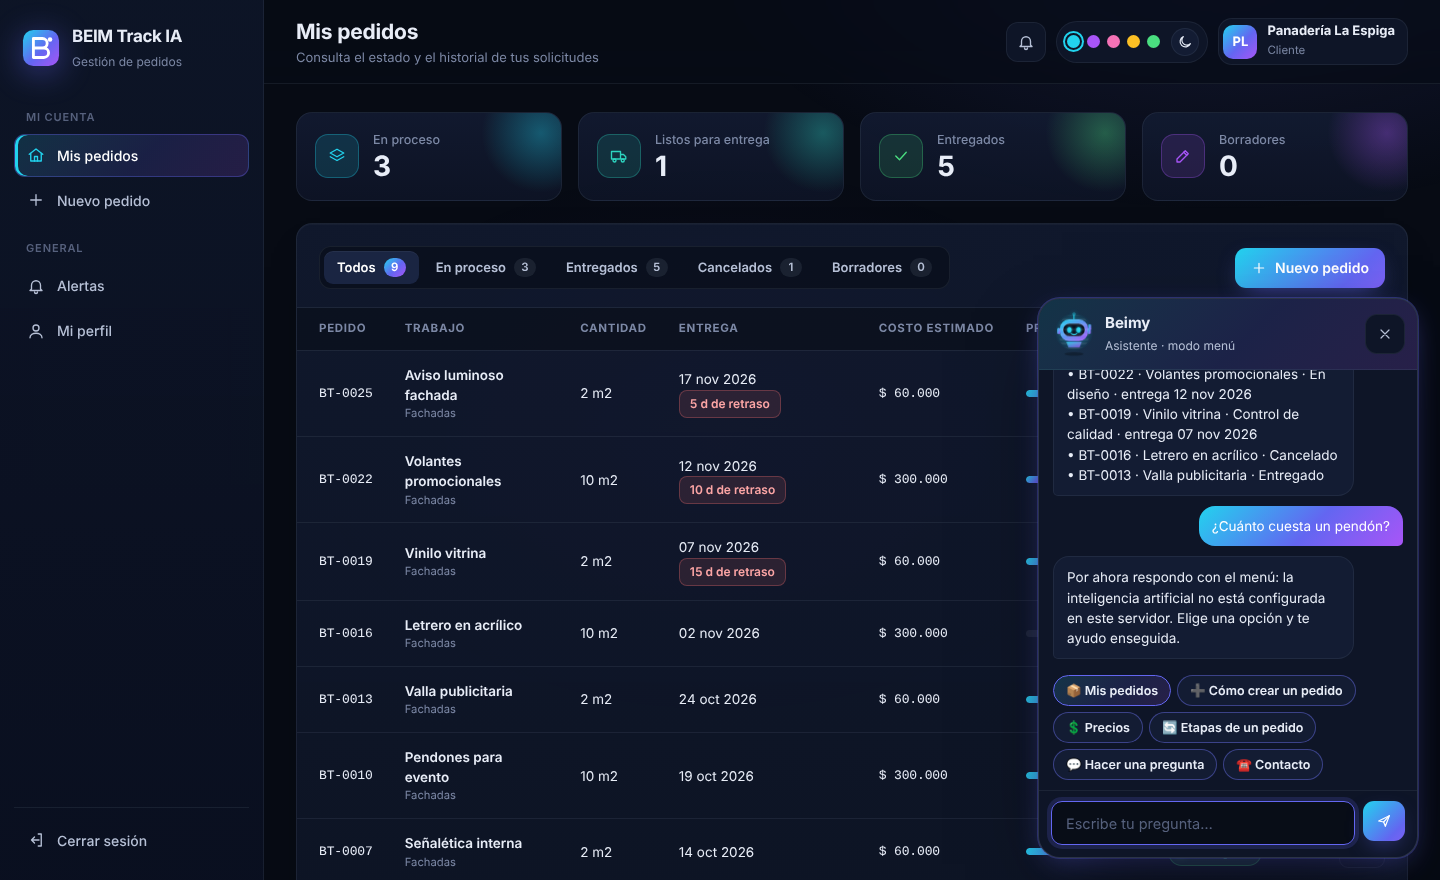 BEIM Track IA
Gestión de pedidos
MI CUENTA
Mis pedidos
Nuevo pedido
GENERAL
Alertas
Mi perfil
Cerrar sesión
Mis pedidos
Consulta el estado y el historial de tus solicitudes
PL
Panadería La Espiga
Cliente
En proceso
3
Listos para entrega
1
Entregados
5
Borradores
0
Todos 9
En proceso 3
Entregados 5
Cancelados 1
Borradores 0
Nuevo pedido
PEDIDO TRABAJO CANTIDAD ENTREGA COSTO ESTIMADO
BT-0025 Aviso luminoso fachada Fachadas 2 m2 17 nov 2026 5 d de retraso $ 60.000
BT-0022 Volantes promocionales Fachadas 10 m2 12 nov 2026 10 d de retraso $ 300.000
BT-0019 Vinilo vitrina Fachadas 2 m2 07 nov 2026 15 d de retraso $ 60.000
BT-0016 Letrero en acrílico Fachadas 10 m2 02 nov 2026 $ 300.000
BT-0013 Valla publicitaria Fachadas 2 m2 24 oct 2026 $ 60.000
BT-0010 Pendones para evento Fachadas 10 m2 19 oct 2026 $ 300.000
BT-0007 Señalética interna Fachadas 2 m2 14 oct 2026 $ 60.000
Beimy
Asistente · modo menú
• BT-0022 · Volantes promocionales · En
diseño · entrega 12 nov 2026
• BT-0019 · Vinilo vitrina · Control de
calidad · entrega 07 nov 2026
• BT-0016 · Letrero en acrílico · Cancelado
• BT-0013 · Valla publicitaria · Entregado
¿Cuánto cuesta un pendón?
Por ahora respondo con el menú: la
inteligencia artificial no está configurada
en este servidor. Elige una opción y te
ayudo enseguida.
📦 Mis pedidos
➕ Cómo crear un pedido
💲 Precios
🔄 Etapas de un pedido
💬 Hacer una pregunta
☎️ Contacto
Escribe tu pregunta...